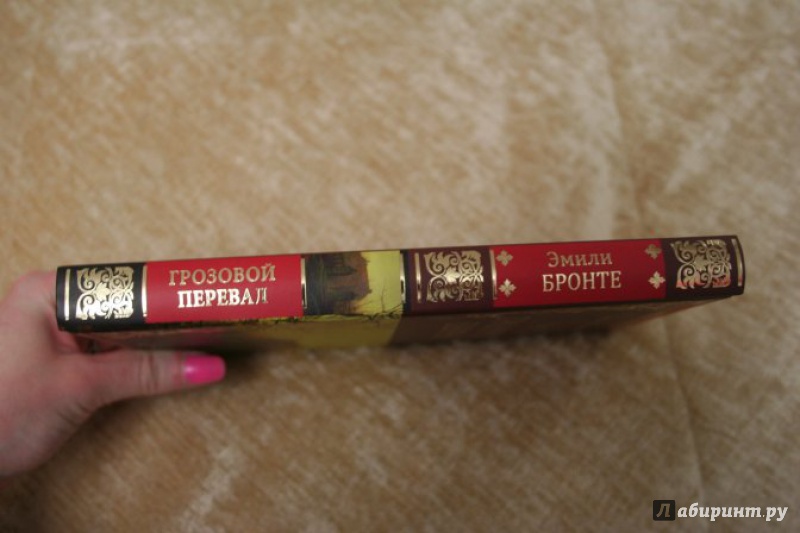 ГРОЗОВОЙ
ПЕРЕВАЛ
Эмили
БРОНТЕ
Лабиринт.ру